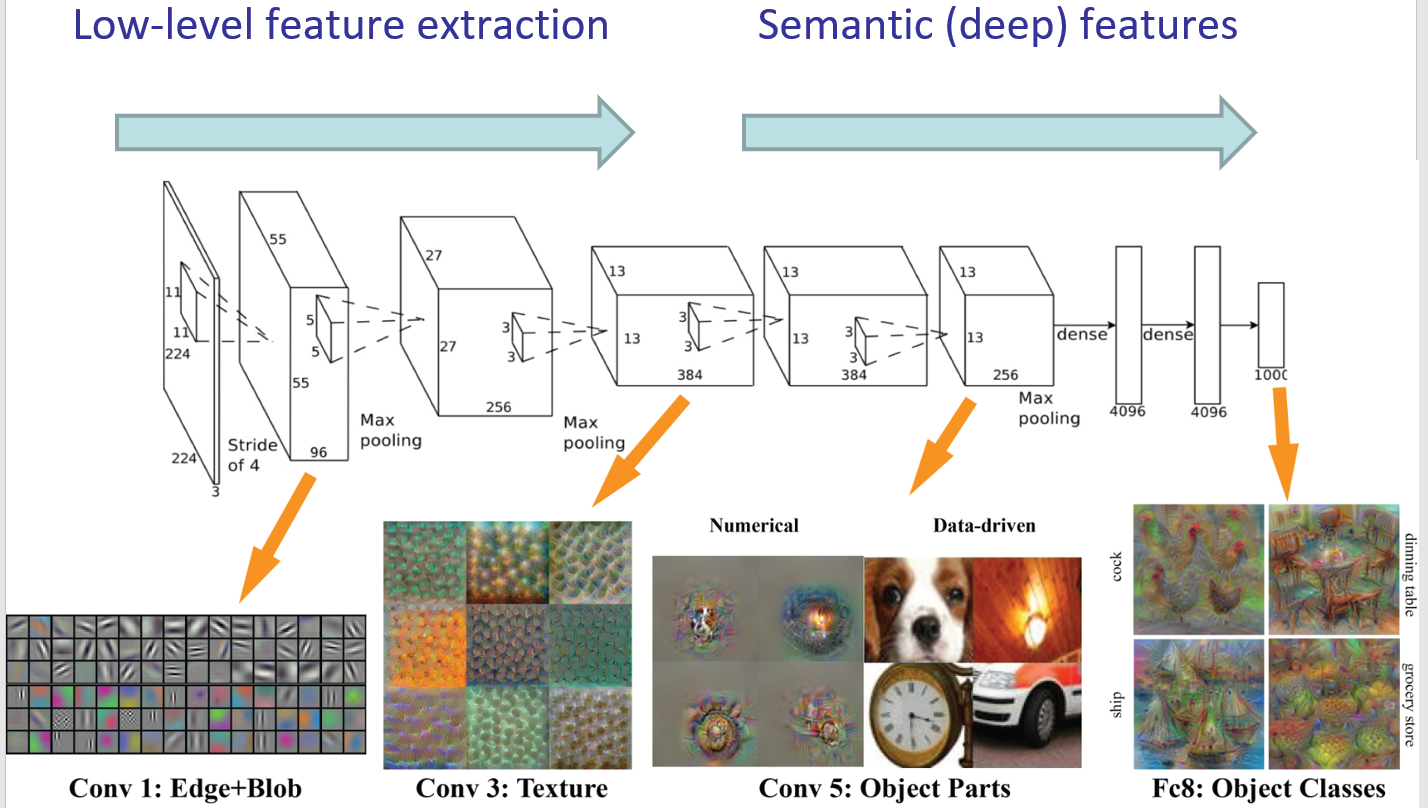 Low-level feature extraction
Semantic (deep) features
11
11
224
224
3
Stride
of 4
55
55
5
5
96
Max
pooling
27
27
3
3
256
Max
pooling
13
13
3
3
384
13
13
3
3
384
13
13
256
Max
pooling
dense
4096
dense
4096
1000
Numerical
Data-driven
cock
dinning table
ship
grocery store
Conv 1: Edge+Blob
Conv 3: Texture
Conv 5: Object Parts
Fc8: Object Classes